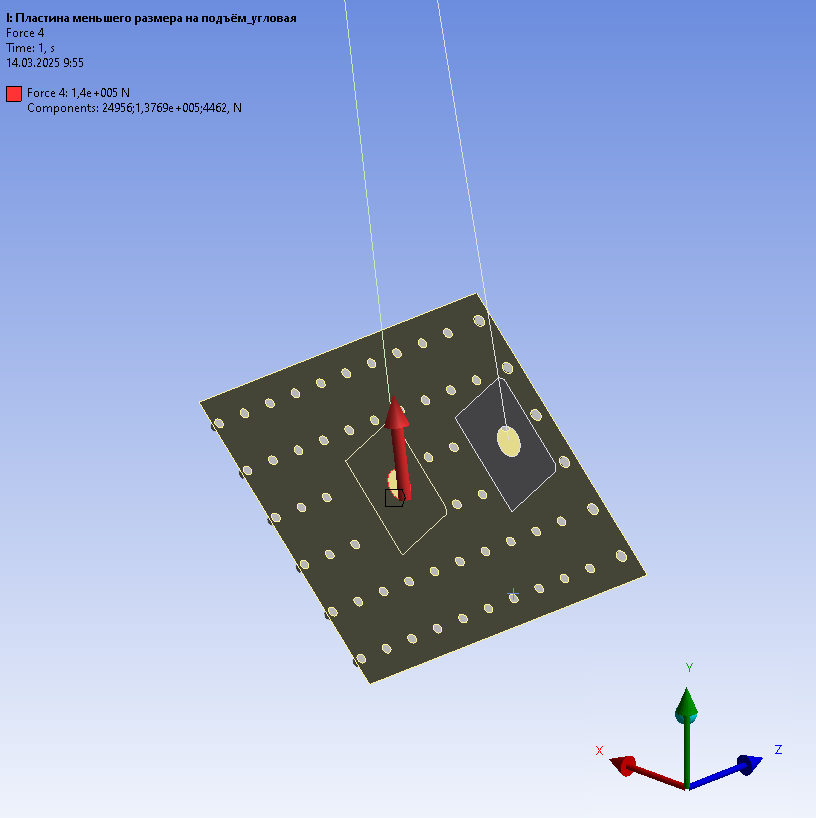 I: Пластина меньшего размера на подъём_угловая
Force 4
Time: 1, s
14.03.2025 9:55
Force 4: 1,4e+005 N
Components: 24956;1,3769e+005;4462, N
Y
X
Z